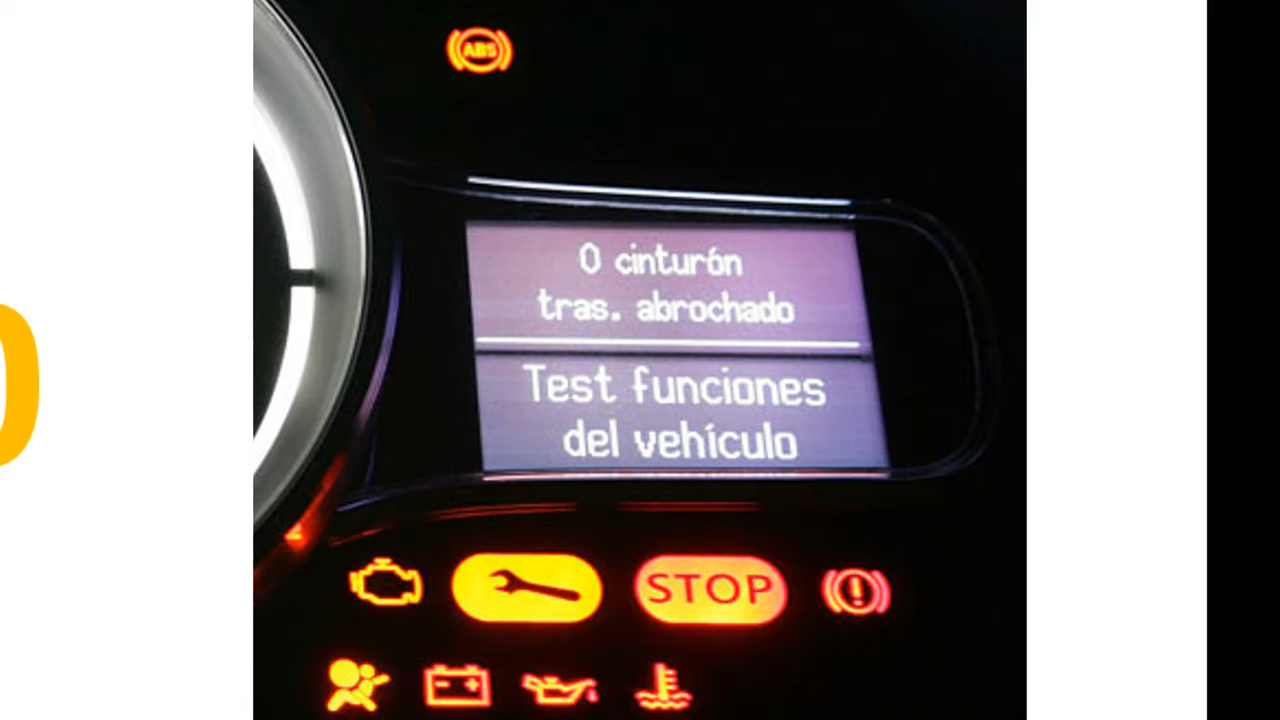 ABS
0 cinturón
tras. abrochado
Test funciones
del vehículo
STOP